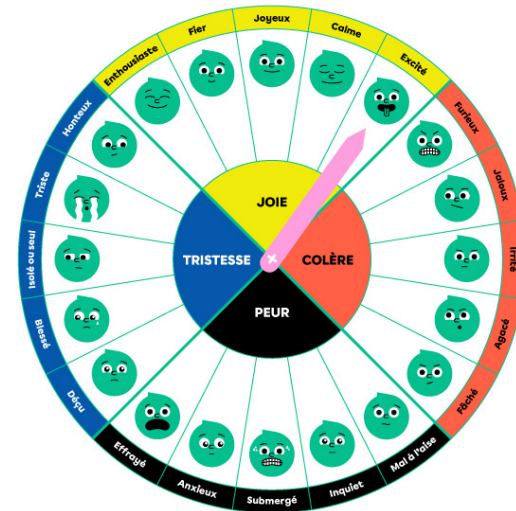 Enthousiaste
Fier
Joyeux
Calme
Excité
Furieux
Jaloux
Irrité
Agacé
Fâché
Mal à l'aise
Inquiet
Submergé
Anxieux
Effrayé
Déçu
Blessé
Isolé ou seul
Triste
Honteux
JOIE
TRISTESSE
COLÈRE
PEUR